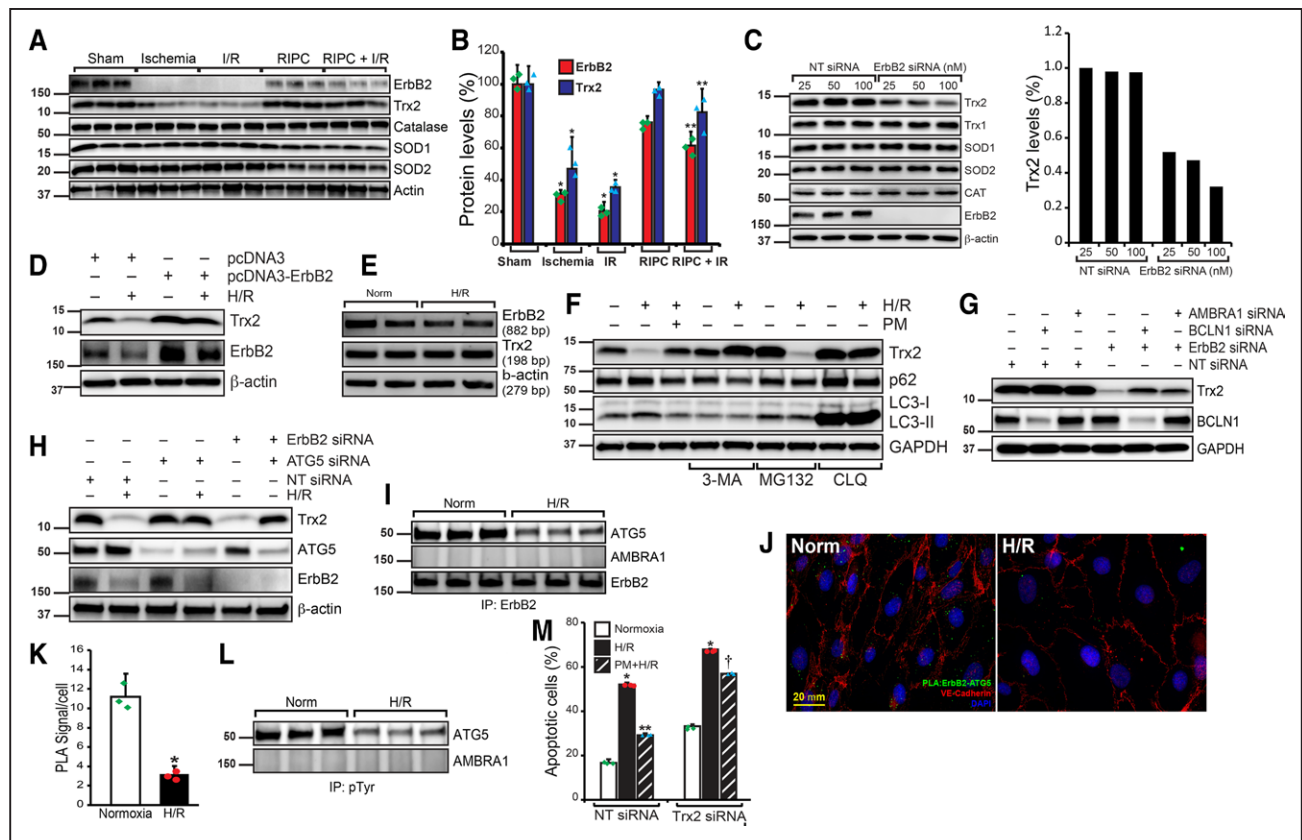 A
Sham Ischemia I/R RIPC RIPC + I/R
ErbB2
150
Trx2
15
Catalase
50
SOD1
15
SOD2
20
Actin
37
B
Protein levels (%)
120
100
80
60
40
20
0
ErbB2
Trx2
* * * * ** **
Sham Ischemia IR RIPC RIPC + IR
C
NT siRNA ErbB2 siRNA (nM)
25 50 100 25 50 100
15 Trx2
10 Trx1
15 SOD1
20 SOD2
50 CAT
150 ErbB2
37 β-actin
Trx2 levels (%)
1.2
1.0
0.8
0.6
0.4
0.2
0.0
25 50 100 25 50 100
NT siRNA ErbB2 siRNA (nM)
D
+ + – – pcDNA3
– – + + pcDNA3-ErbB2
– + – + H/R
15
10
Trx2
150
ErbB2
37
β-actin
E
Norm H/R
ErbB2
(882 bp)
Trx2
(198 bp)
b-actin
(279 bp)
F
– + + – + – + – + H/R
+ PM
15 Trx2
75
50
p62
15
10
LC3-I
LC3-II
37 GAPDH
3-MA MG132 CLQ
G
– – + – – + AMBRA1 siRNA
– + – – + – BCLN1 siRNA
– – – + + + ErbB2 siRNA
+ + + – – – NT siRNA
10 Trx2
50 BCLN1
37 GAPDH
H
– – – – + + ErbB2 siRNA
– – + + – + ATG5 siRNA
+ + – – NT siRNA
– + – + H/R
10 Trx2
50 ATG5
150 ErbB2
37 β-actin
I
Norm H/R
50 ATG5
150 AMBRA1
150 ErbB2
IP: ErbB2
J
Norm
H/R
PLA:ErbB2-ATG5
VE-Cadherin
DAPI
20 mm
K
PLA Signal/cell
16
14
12
10
8
6
4
2
0
*
Normoxia H/R
L
Norm H/R
50 ATG5
150 AMBRA1
IP: pTyr
M
Apoptotic cells (%)
80
60
40
20
0
Normoxia
H/R
PM+H/R
* ** * †
NT siRNA Trx2 siRNA